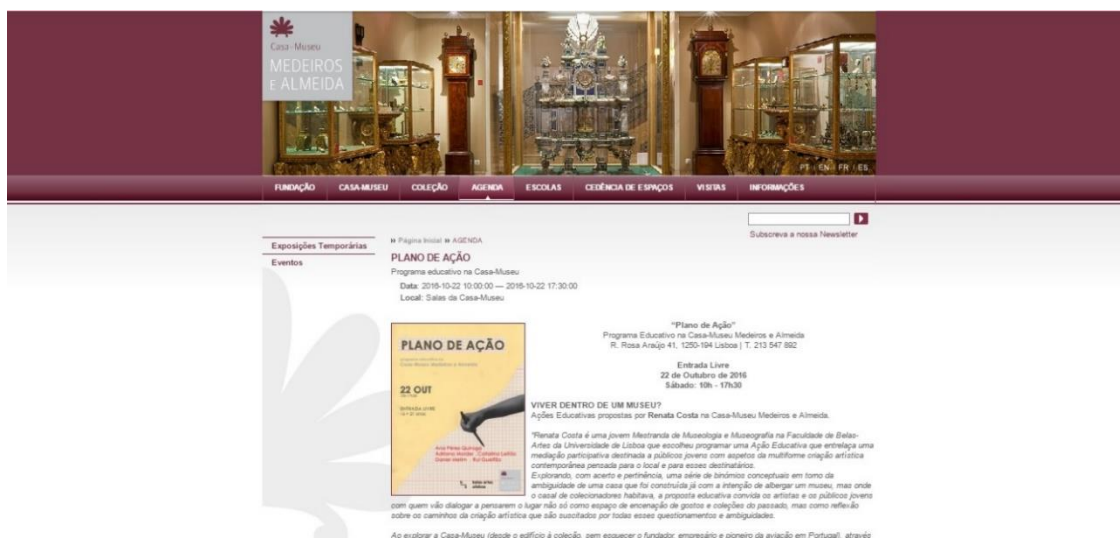 Casa-Museu
MEDEIROS
E ALMEIDA
PT | EN | FR | ES
FUNDAÇÃO CASA-MUSEU COLEÇÃO AGENDA ESCOLAS CEDÊNCIA DE ESPAÇOS VISITAS INFORMAÇÕES
Subscreva a nossa Newsletter
Exposições Temporárias
Eventos
» Página Inicial » AGENDA
PLANO DE AÇÃO
Programa educativo na Casa-Museu
Data: 2016-10-22 10:00:00 — 2016-10-22 17:30:00
Local: Salas da Casa-Museu
PLANO DE AÇÃO
22 OUT
ENTRADA LIVRE
"Plano de Ação"
Programa Educativo na Casa-Museu Medeiros e Almeida
R. Rosa Araújo 41, 1250-194 Lisboa | T. 213 547 892
Entrada Livre
22 de Outubro de 2016
Sábado: 10h - 17h30
VIVER DENTRO DE UM MUSEU?
Ações Educativas propostas por Renata Costa na Casa-Museu Medeiros e Almeida.
"Renata Costa é uma jovem Mestranda de Museologia e Museografia na Faculdade de Belas-
Artes da Universidade de Lisboa que escolheu programar uma Ação Educativa que entrelaça uma
mediação participativa destinada a públicos jovens com aspetos da multiforme criação artística
contemporânea pensada para o local e para esses destinatários.
Explorando, com acerto e pertinência, uma série de binómios conceptuais em torno da
ambiguidade de uma casa que foi construída já com a intenção de albergar um museu, mas onde
o casal de colecionadores habitava, a proposta educativa convida os artistas e os públicos jovens
com quem vão dialogar a pensarem o lugar não só como espaço de encenação de gostos e coleções do passado, mas como reflexão
sobre os caminhos da criação artística que são suscitados por todas esses questionamentos e ambiguidades.
Ao explorar a Casa-Museu (desde o edifício à coleção, sem esquecer o fundador, empresário e pioneiro da aviação em Portugal), através